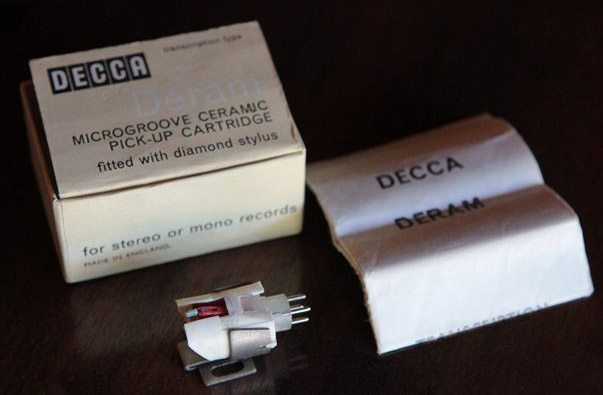 transcription type
DECCA
Deram
MICROGROOVE CERAMIC
PICK-UP CARTRIDGE
fitted with diamond stylus
for stereo or mono records
MADE IN ENGLAND.
DECCA
DERAM
TRANSCRIPTION